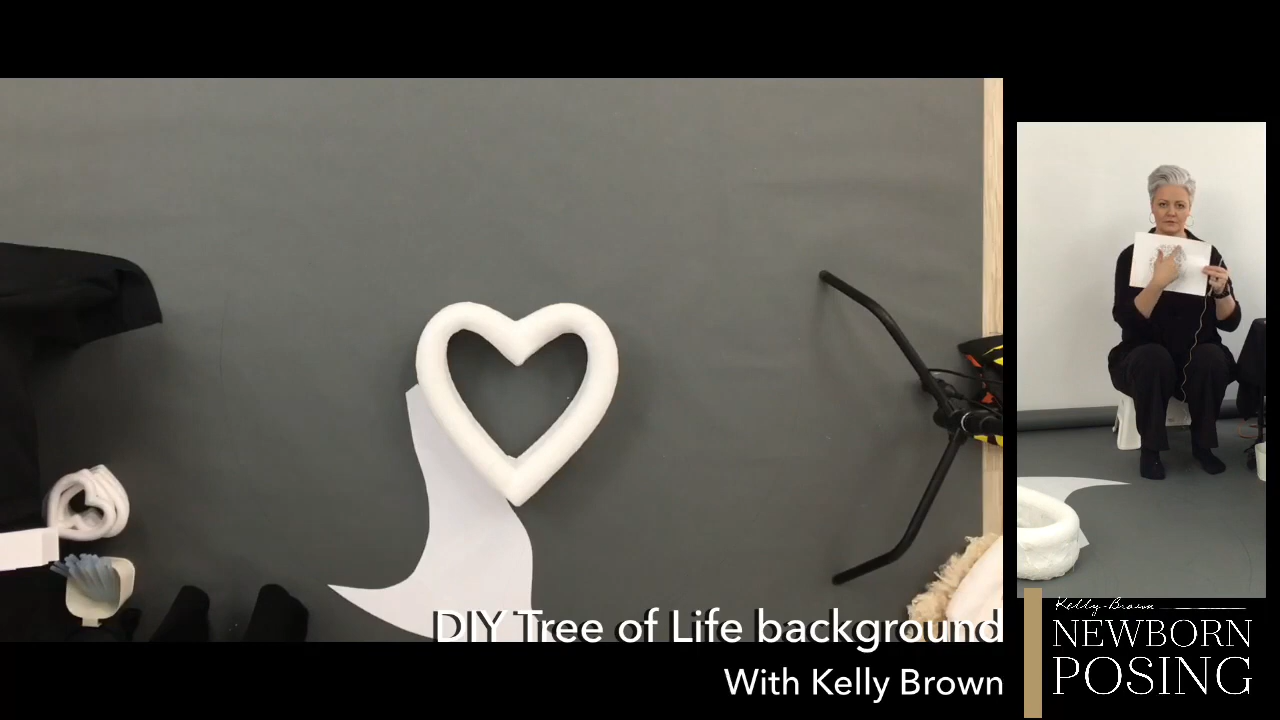 DIY Tree of Life background
With Kelly Brown
Kelly Brown
NEWBORN
POSING